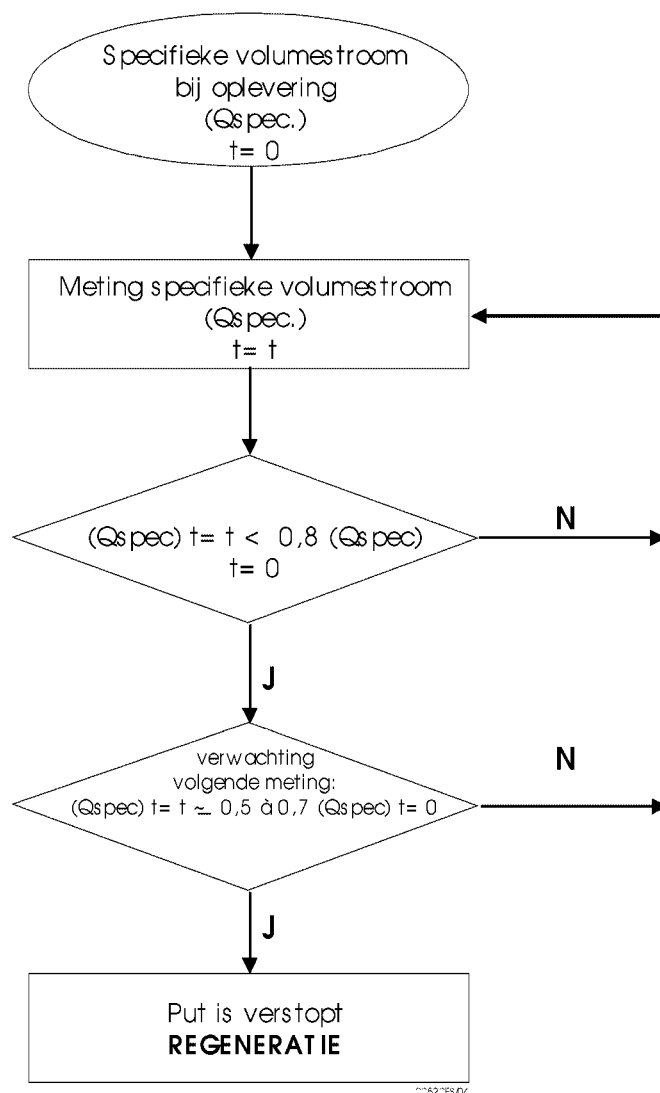 Specifieke volumestroom
bij oplevering
(Qspec.)
t= 0
Meting specifieke volumestroom
(Qspec.)
t= t
(Qspec) t= t < 0,8 (Qspec)
t= 0
N
J
verwachting
volgende meting:
(Qspec) t= t ≃ 0,5 à 0,7 (Qspec) t= 0
N
J
Put is verstopt
REGENERATIE